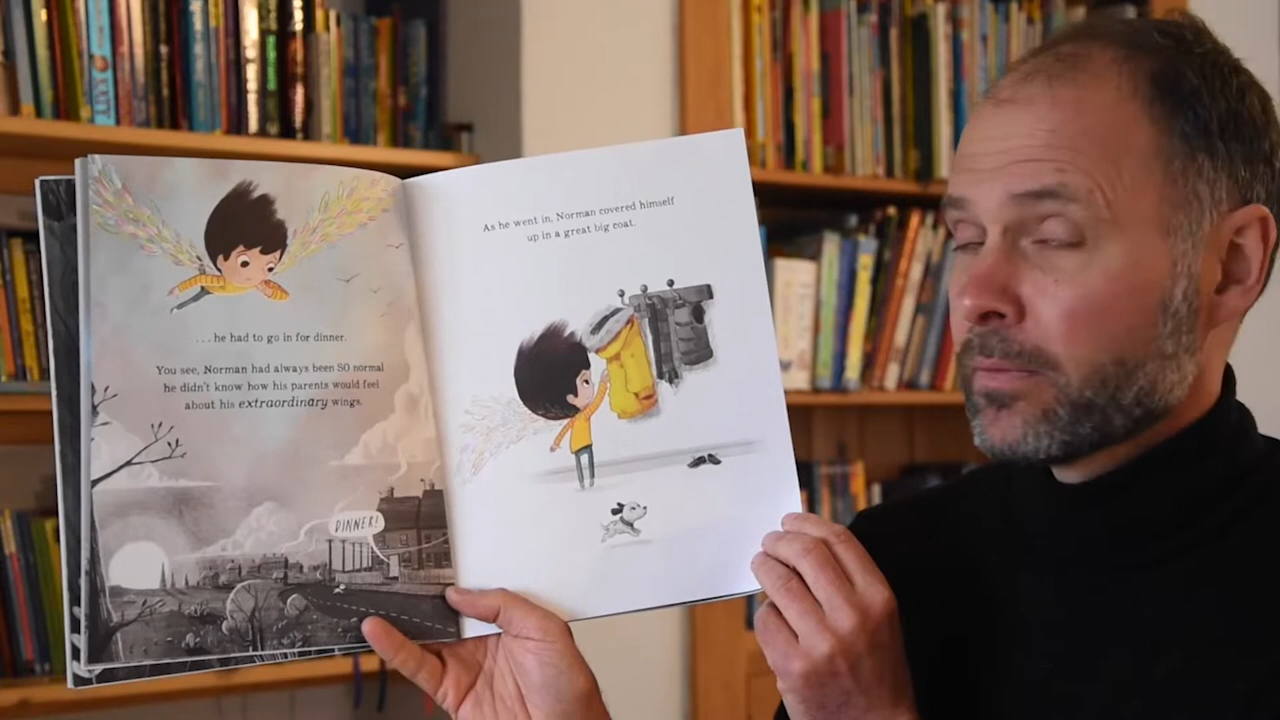 . . . he had to go in for dinner.
You see, Norman had always been SO normal
he didn't know how his parents would feel
about his extraordinary wings.
DINNER!
As he went in, Norman covered himself
up in a great big coat.